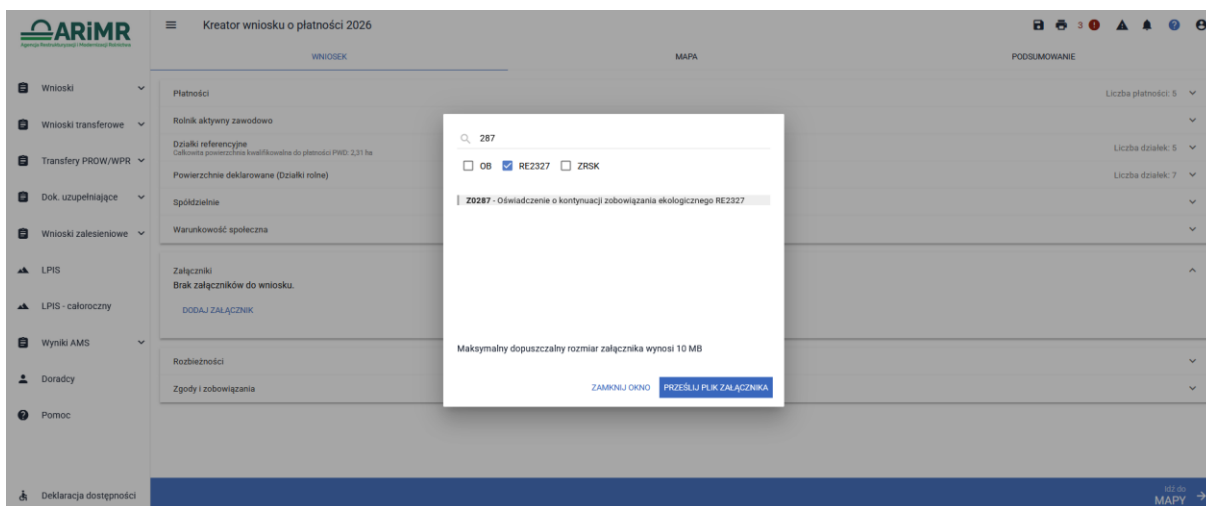 ARiMR
Agencja Restrukturyzacji i Modernizacji Rolnictwa
Kreator wniosku o płatności 2026
3
WNIOSEK
MAPA
PODSUMOWANIE
Wnioski
Wnioski transferowe
Transfery PROW/WPR
Dok. uzupełniające
Wnioski zalesieniowe
LPIS
LPIS - całoroczny
Wyniki AMS
Doradcy
Pomoc
Deklaracja dostępności
Płatności
Liczba płatności: 5
Rolnik aktywny zawodowo
Działki referencyjne
Całkowita powierzchnia kwalifikowalna do płatności PWD: 2,31 ha
Liczba działek: 5
Powierzchnie deklarowane (Działki rolne)
Liczba działek: 7
Spółdzielnie
Warunkowość społeczna
Załączniki
Brak załączników do wniosku.
DODAJ ZAŁĄCZNIK
Rozbieżności
Zgody i zobowiązania
287
OB RE2327 ZRSK
Z0287 - Oświadczenie o kontynuacji zobowiązania ekologicznego RE2327
Maksymalny dopuszczalny rozmiar załącznika wynosi 10 MB
ZAMKNIJ OKNO PRZEŚLIJ PLIK ZAŁĄCZNIKA
Idź do
MAPY